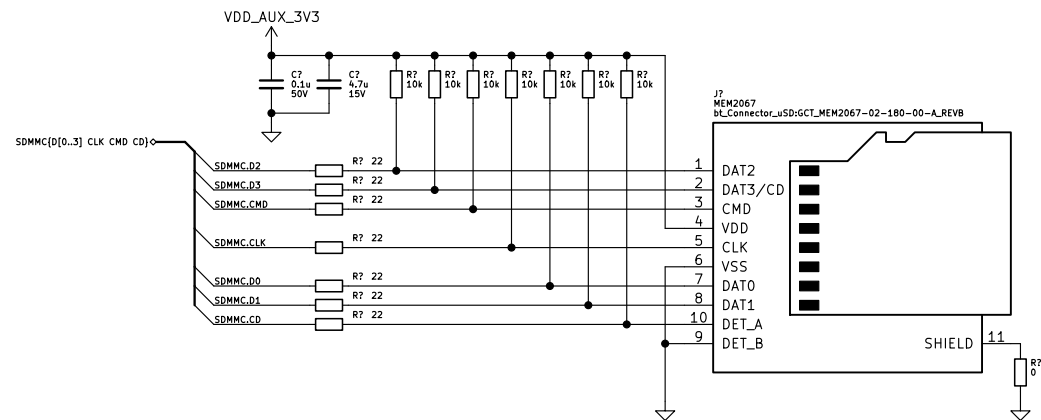 VDD_AUX_3V3
C?
0.1u
50V
C?
4.7u
15V
R?
10k
R?
10k
R?
10k
R?
10k
R?
10k
R?
10k
R?
10k
J?
MEM2067
bt_Connector_uSD:GCT_MEM2067-02-180-00-A_REVB
SDMMC{D[0..3] CLK CMD CD}
SDMMC.D2
R? 22
1
DAT2
SDMMC.D3
R? 22
2
DAT3/CD
SDMMC.CMD
R? 22
3
CMD
4
VDD
SDMMC.CLK
R? 22
5
CLK
6
VSS
SDMMC.D0
R? 22
7
DAT0
SDMMC.D1
R? 22
8
DAT1
SDMMC.CD
R? 22
10
DET_A
9
DET_B
SHIELD
11
R?
0